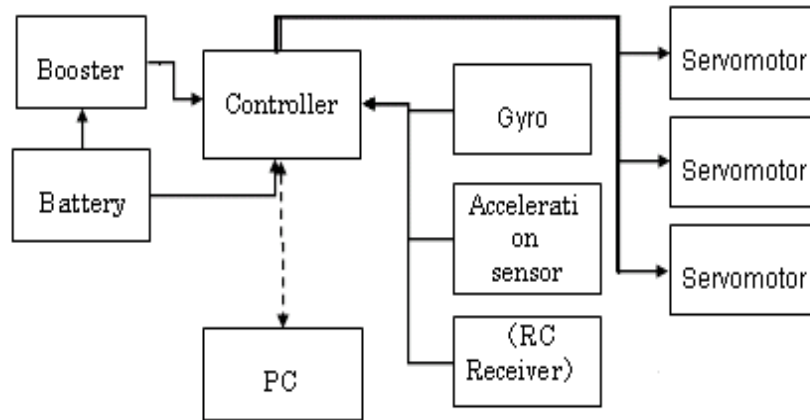 Booster
Controller
Battery
PC
Gyro
Accelerati
on
sensor
(RC
Receiver)
Servomotor
Servomotor
Servomotor